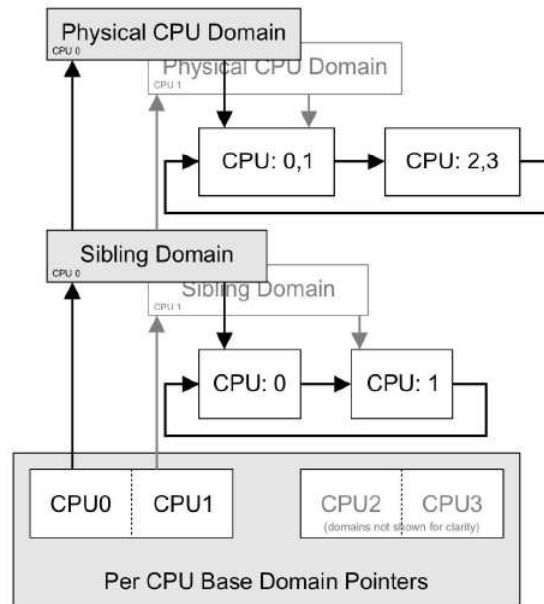 Physical CPU Domain
CPU 0
Physical CPU Domain
CPU 1
CPU: 0,1
CPU: 2,3
Sibling Domain
CPU 0
Sibling Domain
CPU 1
CPU: 0
CPU: 1
CPU0
CPU1
CPU2
CPU3
(domains not shown for clarity)
Per CPU Base Domain Pointers